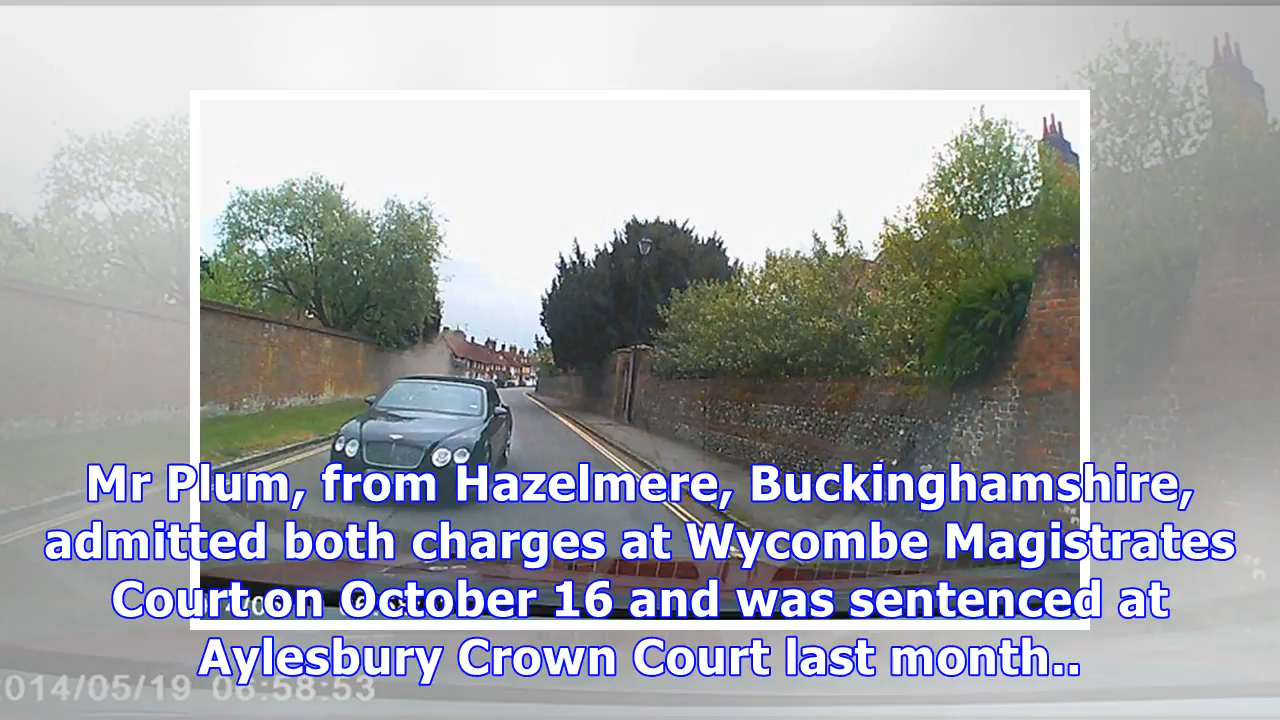 Mr Plum, from Hazelmere, Buckinghamshire,
admitted both charges at Wycombe Magistrates
Court on October 16 and was sentenced at
Aylesbury Crown Court last month..
014/05/19 06:58:53